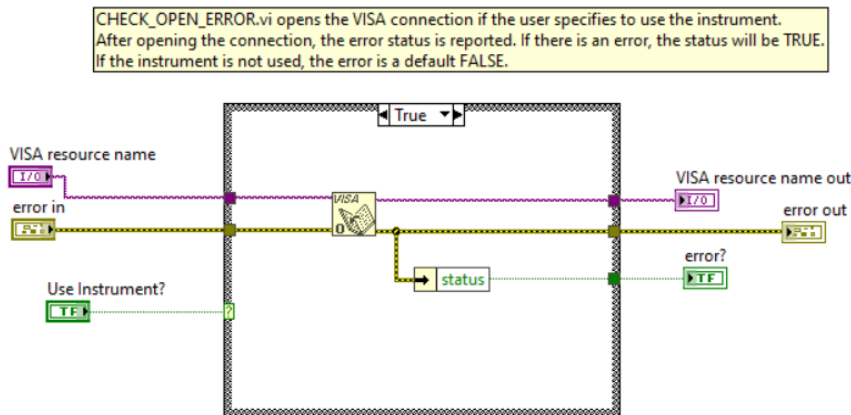 CHECK_OPEN_ERROR.vi opens the VISA connection if the user specifies to use the instrument.
After opening the connection, the error status is reported. If there is an error, the status will be TRUE.
If the instrument is not used, the error is a default FALSE.
True
VISA resource name
I/O
VISA
VISA resource name out
I/O
error in
error out
status
error?
TF
Use Instrument?
TF
?